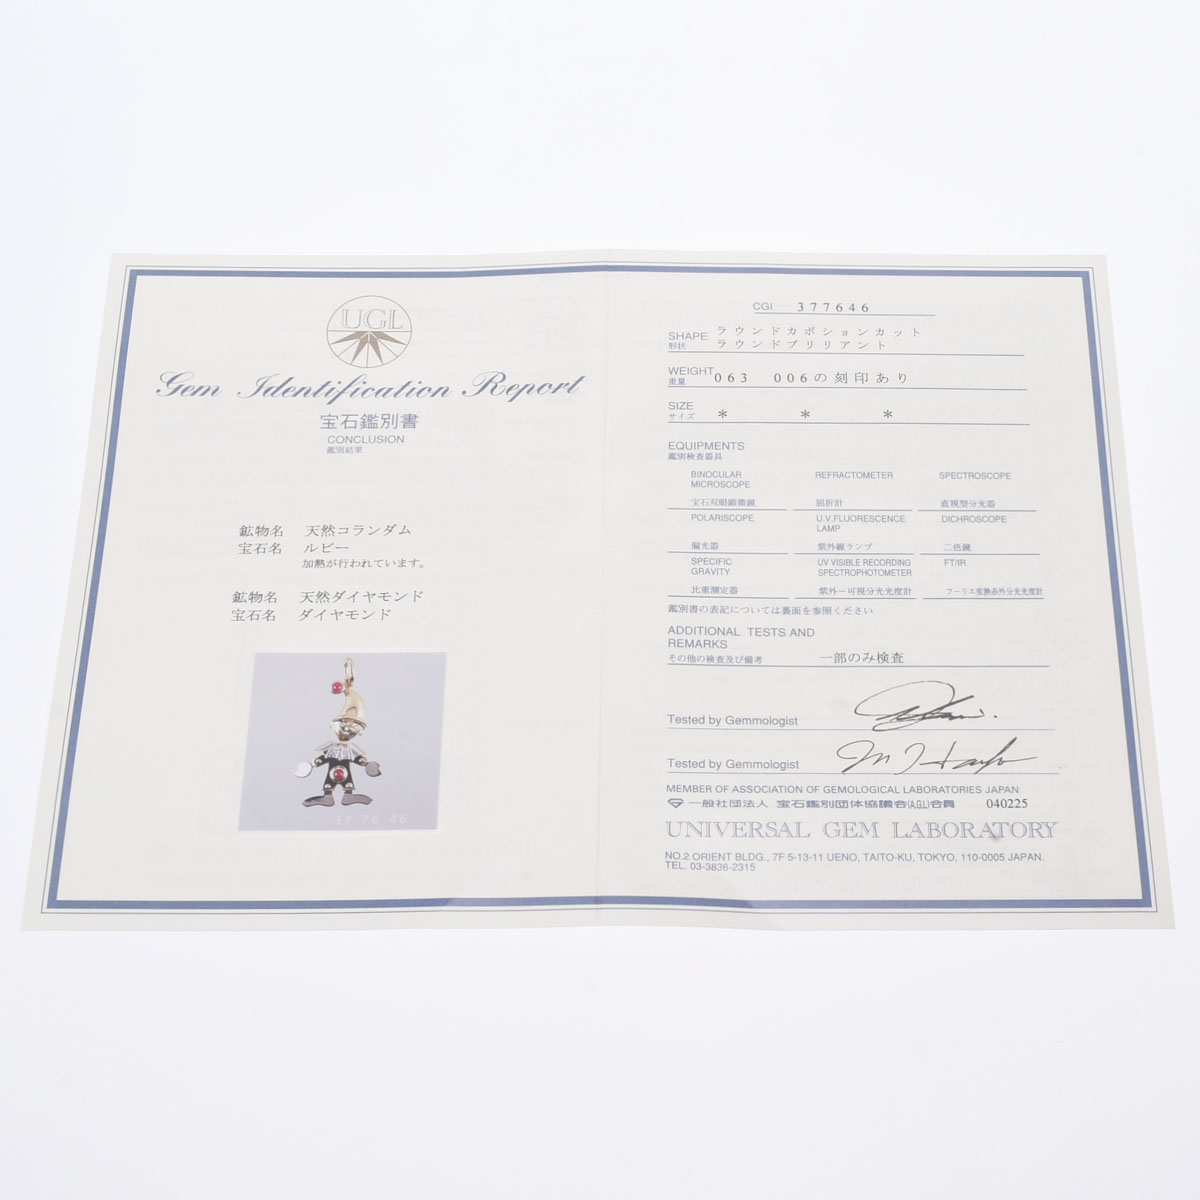 UGL
Gem Identification Report
宝石鑑別書
CONCLUSION
鑑別結果
鉱物名 天然コランダム
宝石名 ルビー
加熱が行われています。
鉱物名 天然ダイヤモンド
宝石名 ダイヤモンド
37 76 46
CGI 377646
SHAPE ラウンドカボションカット
形状 ラウンドブリリアント
WEIGHT
重量 063 006の刻印あり
SIZE
サイズ * * *
EQUIPMENTS
鑑別検査器具
BINOCULAR MICROSCOPE
宝石双眼顕微鏡
REFRACTOMETER
屈折計
SPECTROSCOPE
直視型分光器
POLARISCOPE
偏光器
U.V.FLUORESCENCE LAMP
紫外線ランプ
DICHROSCOPE
二色鏡
SPECIFIC GRAVITY
比重測定器
UV VISIBLE RECORDING SPECTROPHOTOMETER
紫外ー可視分光光度計
FT/IR
フーリエ変換赤外分光光度計
鑑別書の表記については裏面を参照ください
ADDITIONAL TESTS AND
REMARKS
その他の検査及び備考 一部のみ検査
Tested by Gemmologist
Tested by Gemmologist
MEMBER OF ASSOCIATION OF GEMOLOGICAL LABORATORIES JAPAN
一般社団法人 宝石鑑別団体協議会(AGL)会員 040225
UNIVERSAL GEM LABORATORY
NO.2 ORIENT BLDG., 7F 5-13-11 UENO, TAITO-KU, TOKYO, 110-0005 JAPAN.
TEL. 03-3836-2315